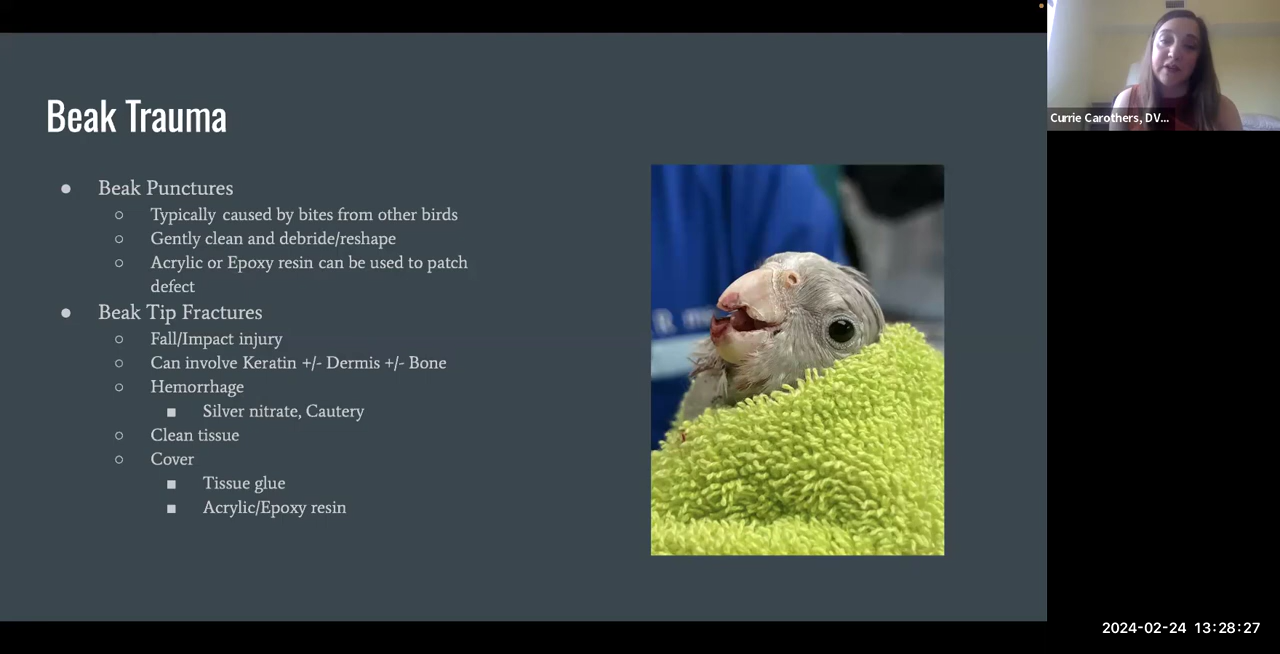 Beak Trauma
● Beak Punctures
○ Typically caused by bites from other birds
○ Gently clean and debride/reshape
○ Acrylic or Epoxy resin can be used to patch
defect
● Beak Tip Fractures
○ Fall/Impact injury
○ Can involve Keratin +/- Dermis +/- Bone
○ Hemorrhage
■ Silver nitrate, Cautery
○ Clean tissue
○ Cover
■ Tissue glue
■ Acrylic/Epoxy resin
Currie Carothers, DV...
2024-02-24 13:28:27